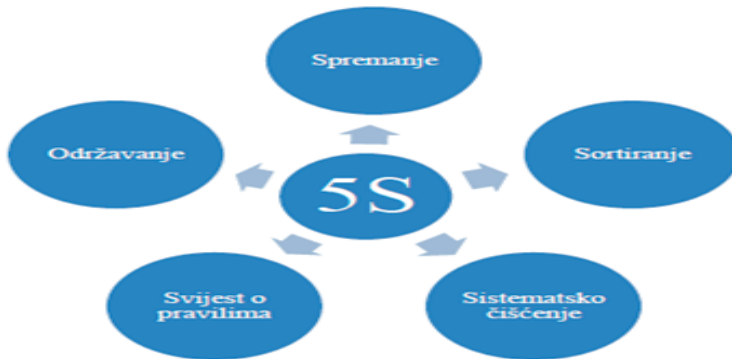 Spremanje
Održavanje
Sortiranje
5S
Svijest o
pravilima
Sistematsko
čišćenje